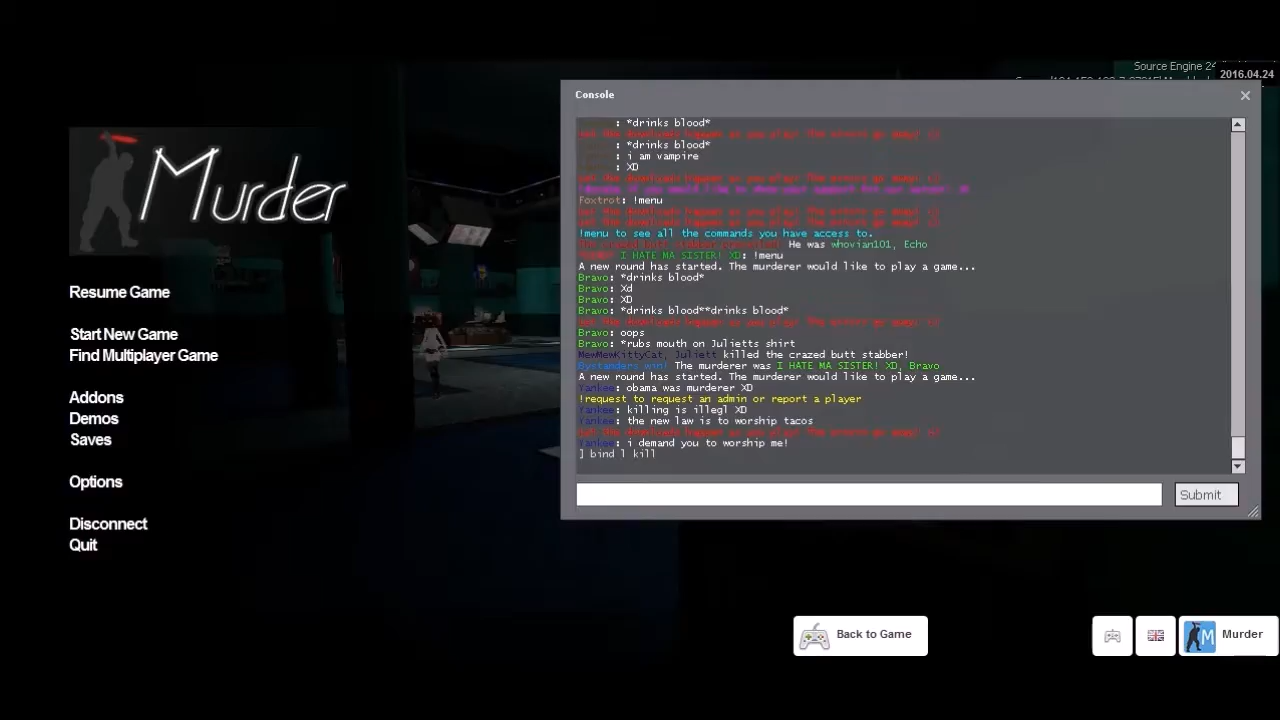 Source Engine 24
2016.04.24
Console
Murder
: *drinks blood*
: *drinks blood*
: i am vampire
: XD
Foxtrot: !menu
!menu to see all the commands you have access to.
He was whovian101, Echo
I HATE MA SISTER! XD: !menu
A new round has started. The murderer would like to play a game...
Bravo: *drinks blood*
Bravo: Xd
Bravo: XD
Bravo: *drinks blood**drinks blood*
Bravo: oops
Bravo: *rubs mouth on Julietts shirt
MewMewKittyCat, Juliett killed the crazed butt stabber!
Bystanders win! The murderer was I HATE MA SISTER! XD, Bravo
A new round has started. The murderer would like to play a game...
Yankee: obama was murderer XD
!request to request an admin or report a player
Yankee: killing is illegl XD
Yankee: the new law is to worship tacos
Yankee: i demand you to worship me!
] bind l kill
Submit
Resume Game
Start New Game
Find Multiplayer Game
Addons
Demos
Saves
Options
Disconnect
Quit
Back to Game
M
Murder